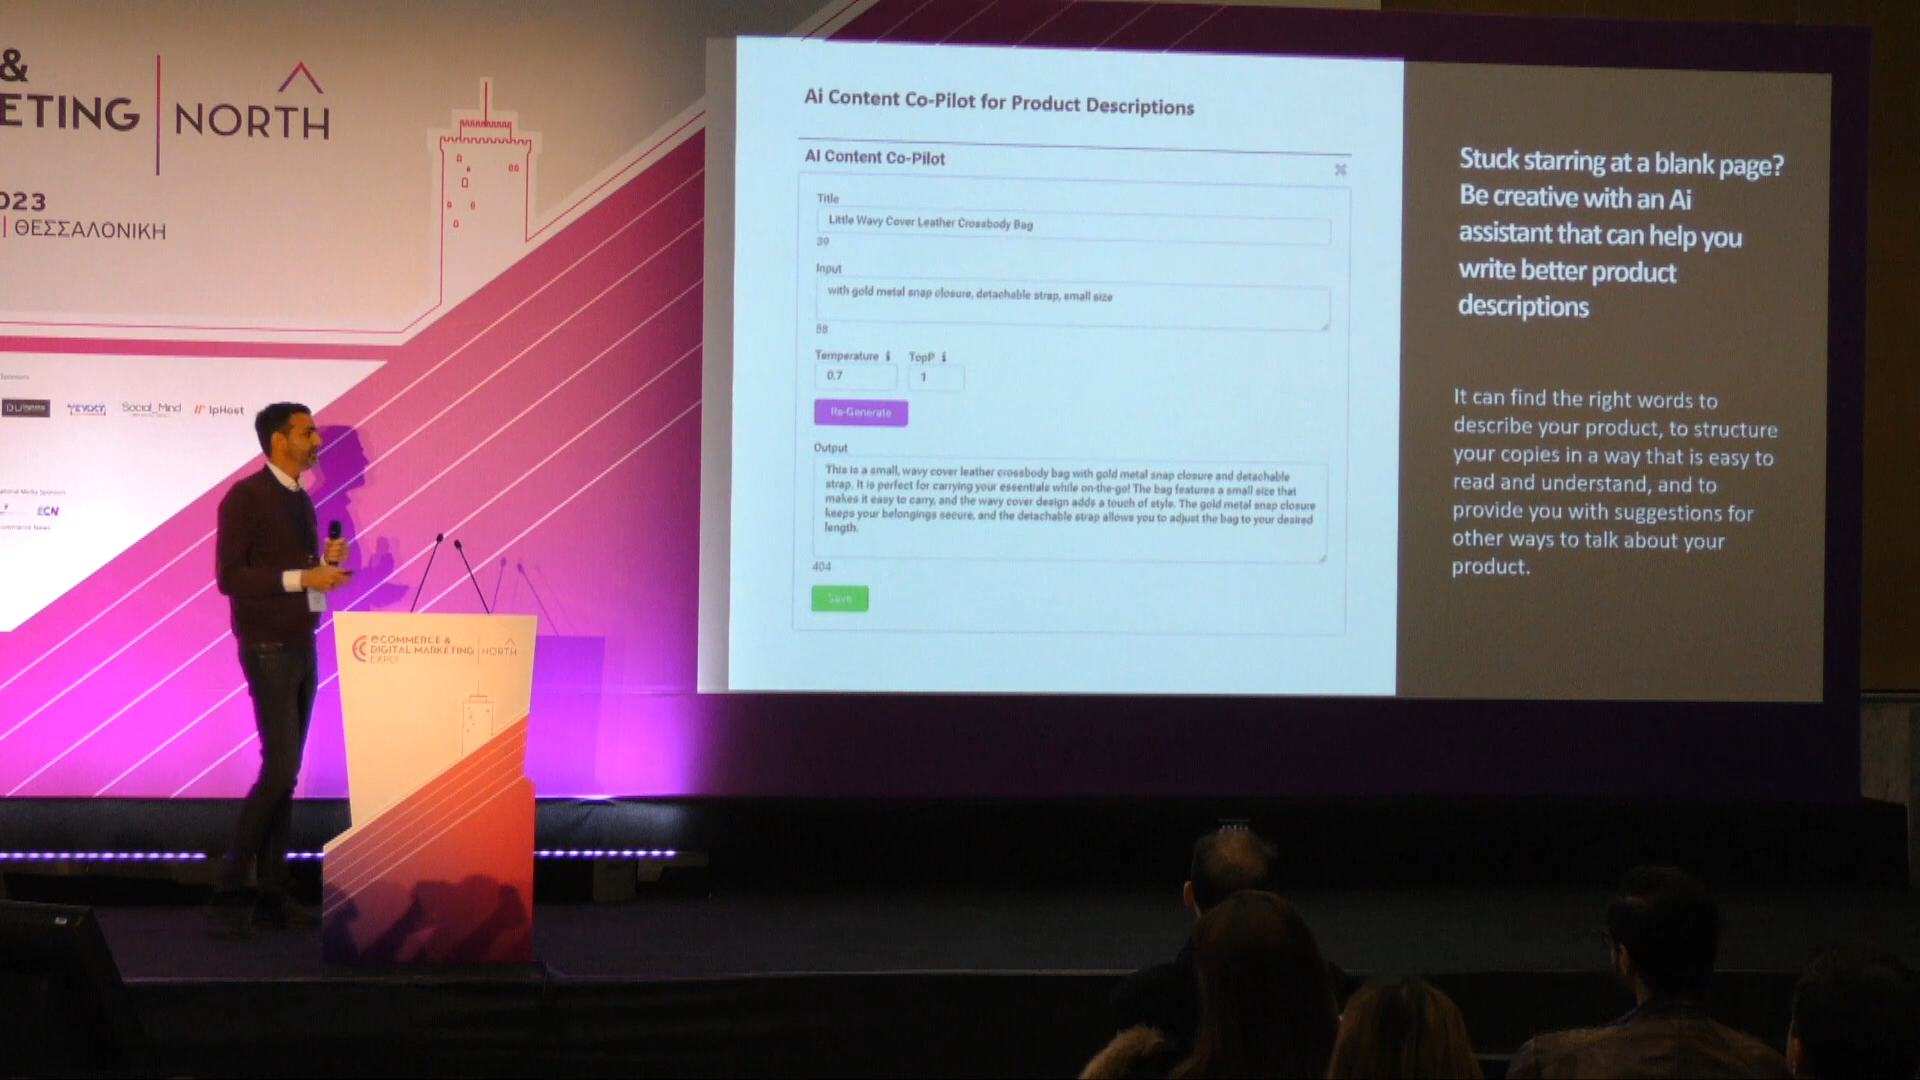 &
ETING | NORTH
023
| ΘΕΣΣΑΛΟΝΙΚΗ
Sponsors
Social_Mind
IpHost
Media Sponsors
ECN
eCOMMERCE &
DIGITAL MARKETING | NORTH
EXPO
Ai Content Co-Pilot for Product Descriptions
AI Content Co-Pilot
Title
Little Wavy Cover Leather Crossbody Bag
39
Input
with gold metal snap closure, detachable strap, small size
58
Temperature TopP
0.7 1
Re-Generate
Output
This is a small, wavy cover leather crossbody bag with gold metal snap closure and detachable
strap. It is perfect for carrying your essentials while on-the-go! The bag features a small size that
makes it easy to carry, and the wavy cover design adds a touch of style. The gold metal snap closure
keeps your belongings secure, and the detachable strap allows you to adjust the bag to your desired
length.
404
Save
Stuck starring at a blank page?
Be creative with an Ai
assistant that can help you
write better product
descriptions
It can find the right words to
describe your product, to structure
your copies in a way that is easy to
read and understand, and to
provide you with suggestions for
other ways to talk about your
product.